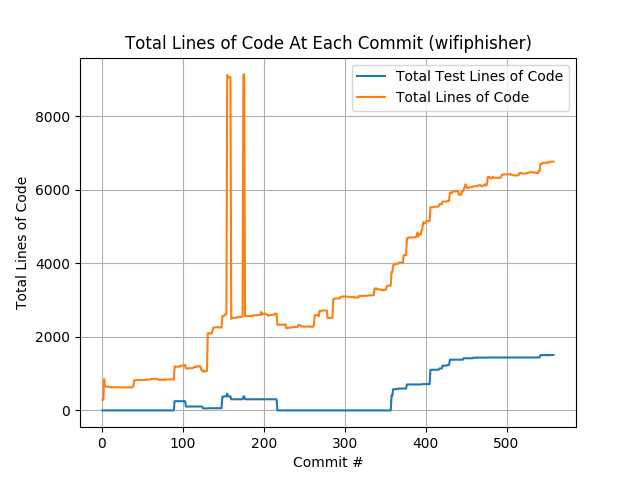 Total Lines of Code At Each Commit (wifiphisher)
Total Test Lines of Code
Total Lines of Code
Total Lines of Code
8000
6000
4000
2000
0
0 100 200 300 400 500
Commit #